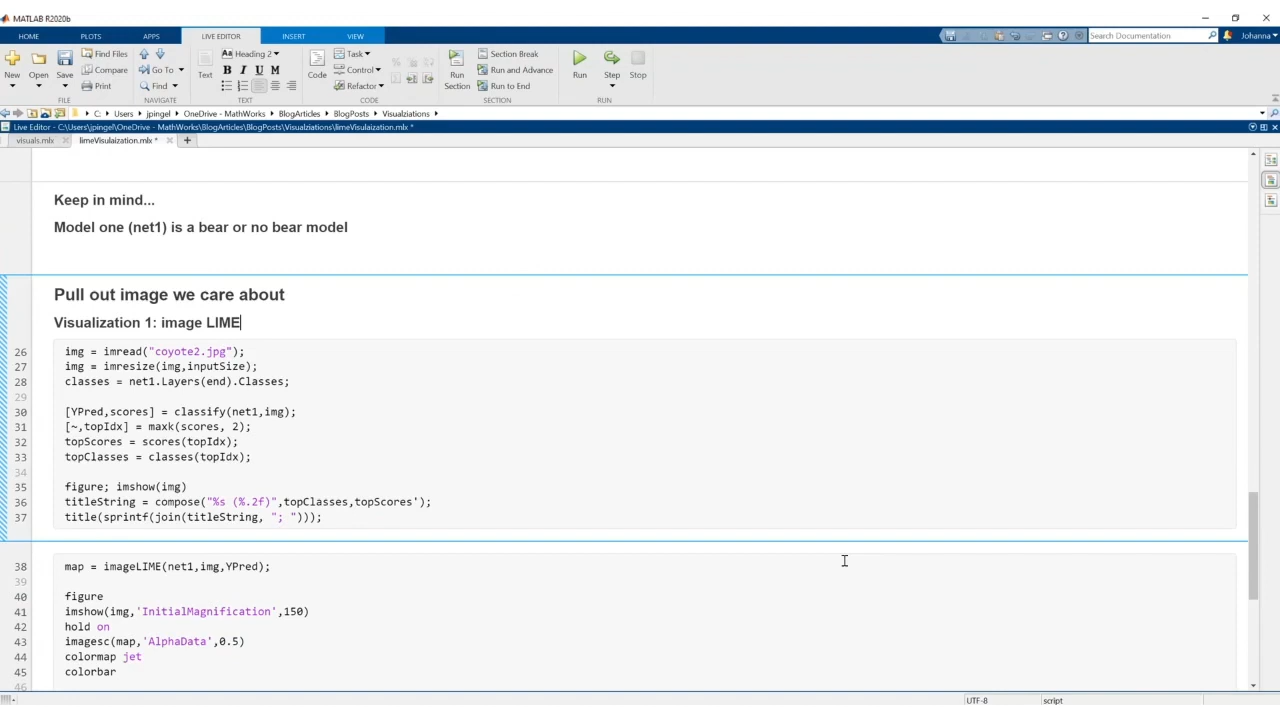 MATLAB R2020b
HOME PLOTS APPS LIVE EDITOR INSERT VIEW Search Documentation Johanna
New Open Save Find Files Compare Print Go To Find Text Heading 2 B I U M Code Task Control Refactor Run Section Section Break Run and Advance Run to End Run Step Stop
FILE NAVIGATE TEXT CODE SECTION RUN
C: Users jpingel OneDrive - MathWorks BlogArticles BlogPosts Visualziations
Live Editor - C:\Users\jpingel\OneDrive - MathWorks\BlogArticles\BlogPosts\Visualziations\limeVisulaization.mlx *
visuals.mlx limeVisulaization.mlx * +
Keep in mind...
Model one (net1) is a bear or no bear model
Pull out image we care about
Visualization 1: image LIME
26 img = imread("coyote2.jpg");
27 img = imresize(img,inputSize);
28 classes = net1.Layers(end).Classes;
29
30 [YPred,scores] = classify(net1,img);
31 [~,topIdx] = maxk(scores, 2);
32 topScores = scores(topIdx);
33 topClasses = classes(topIdx);
34
35 figure; imshow(img)
36 titleString = compose("%s (%.2f)",topClasses,topScores');
37 title(sprintf(join(titleString, "; ")));
38 map = imageLIME(net1,img,YPred);
39
40 figure
41 imshow(img,'InitialMagnification',150)
42 hold on
43 imagesc(map,'AlphaData',0.5)
44 colormap jet
45 colorbar
46
UTF-8 script